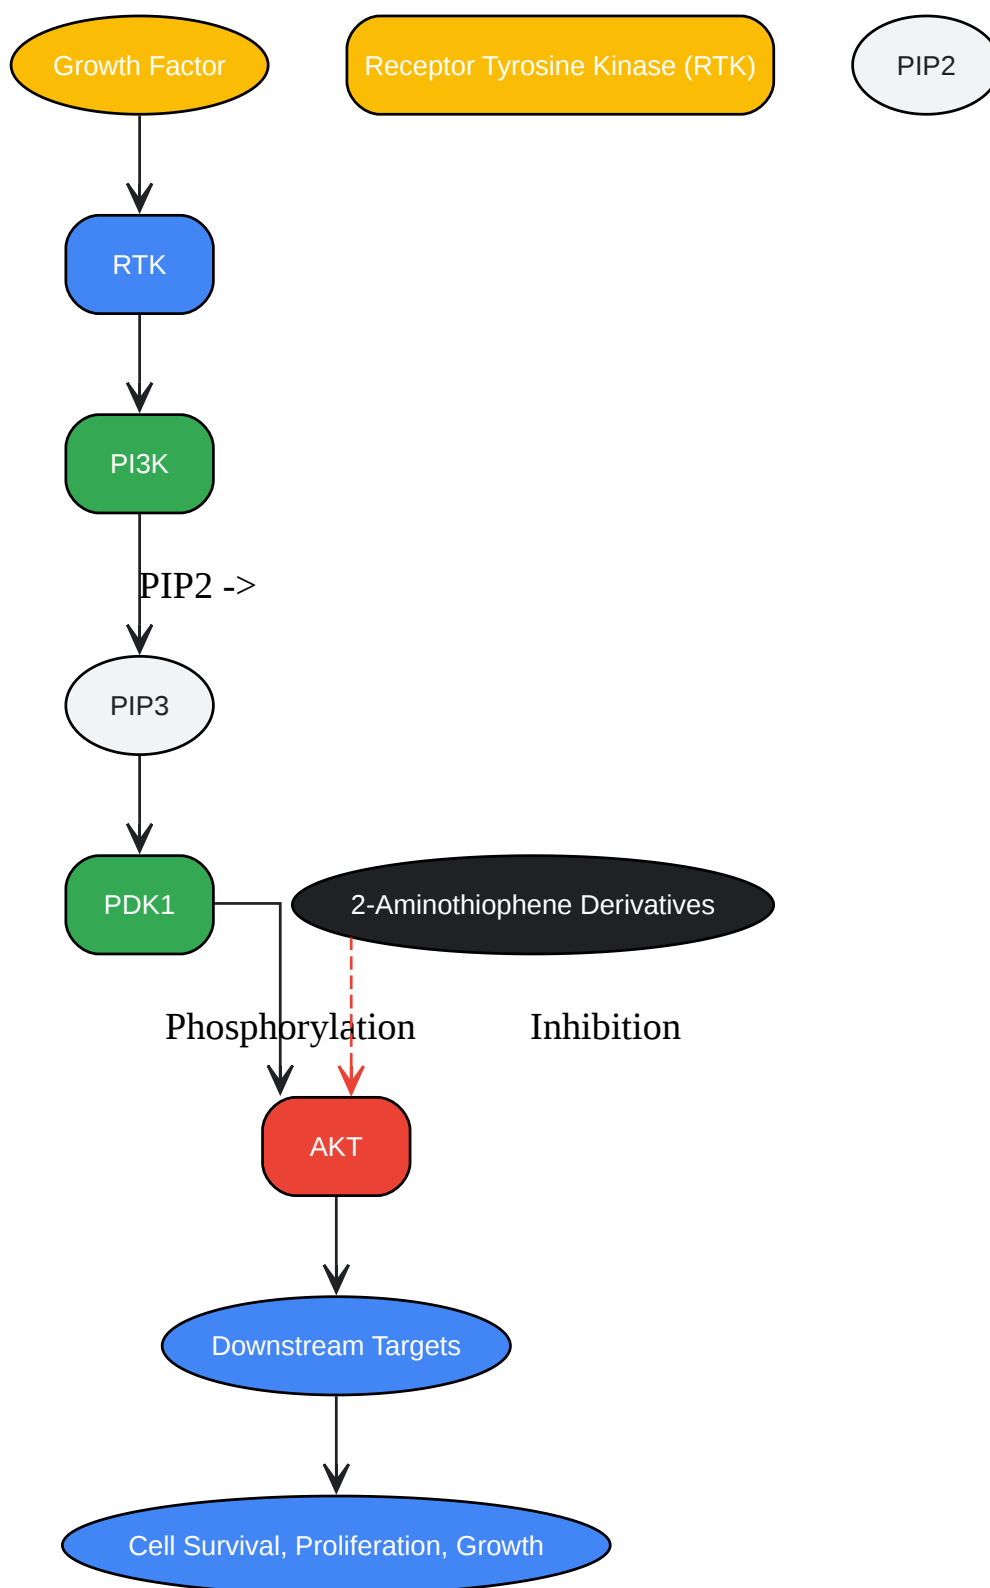 Growth Factor
Receptor Tyrosine Kinase (RTK)
PIP2
RTK
PI3K
PIP2 ->
PIP3
PDK1
2-Aminothiophene Derivatives
Phosphorylation
Inhibition
AKT
Downstream Targets
Cell Survival, Proliferation, Growth